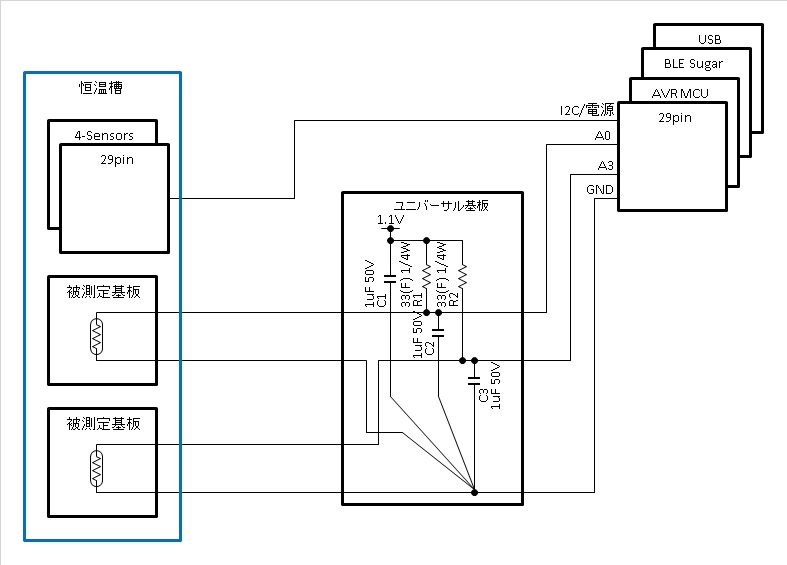 USB
BLE Sugar
AVR MCU
29pin
I2C/電源
A0
A3
GND
恒温槽
4-Sensors
29pin
被測定基板
被測定基板
ユニバーサル基板
1.1V
1uF 50V
C1
33(F) 1/4W
R1
33(F) 1/4W
R2
1uF 50V
C2
C3
1uF 50V